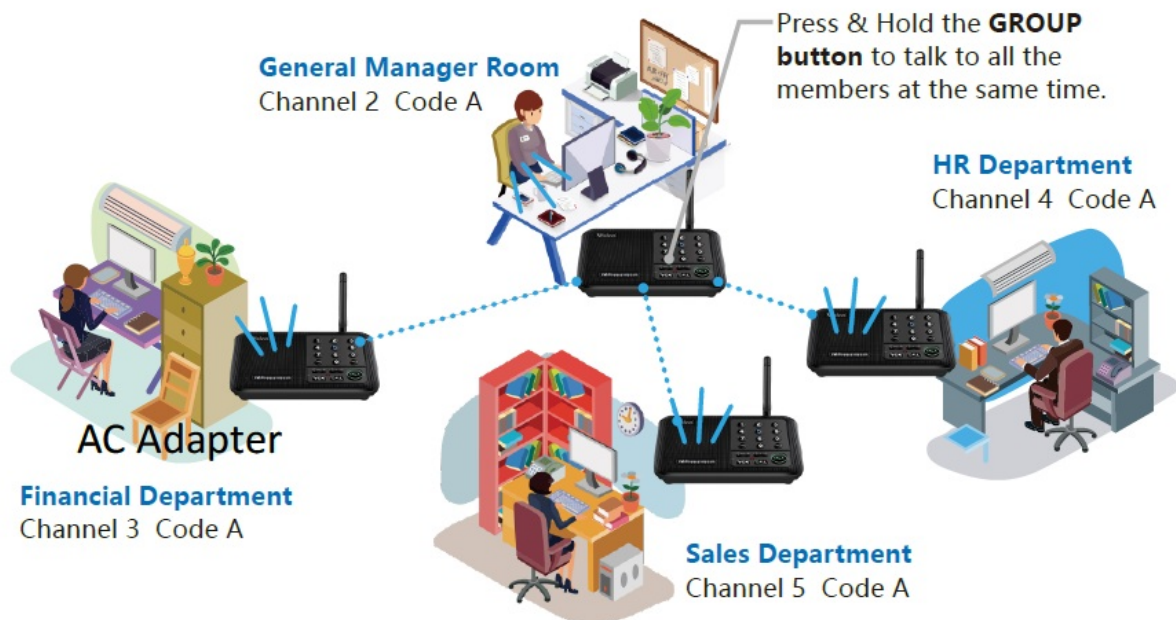 Press & Hold the GROUP
button to talk to all the
members at the same time.
General Manager Room
Channel 2 Code A
HR Department
Channel 4 Code A
AC Adapter
Financial Department
Channel 3 Code A
Sales Department
Channel 5 Code A